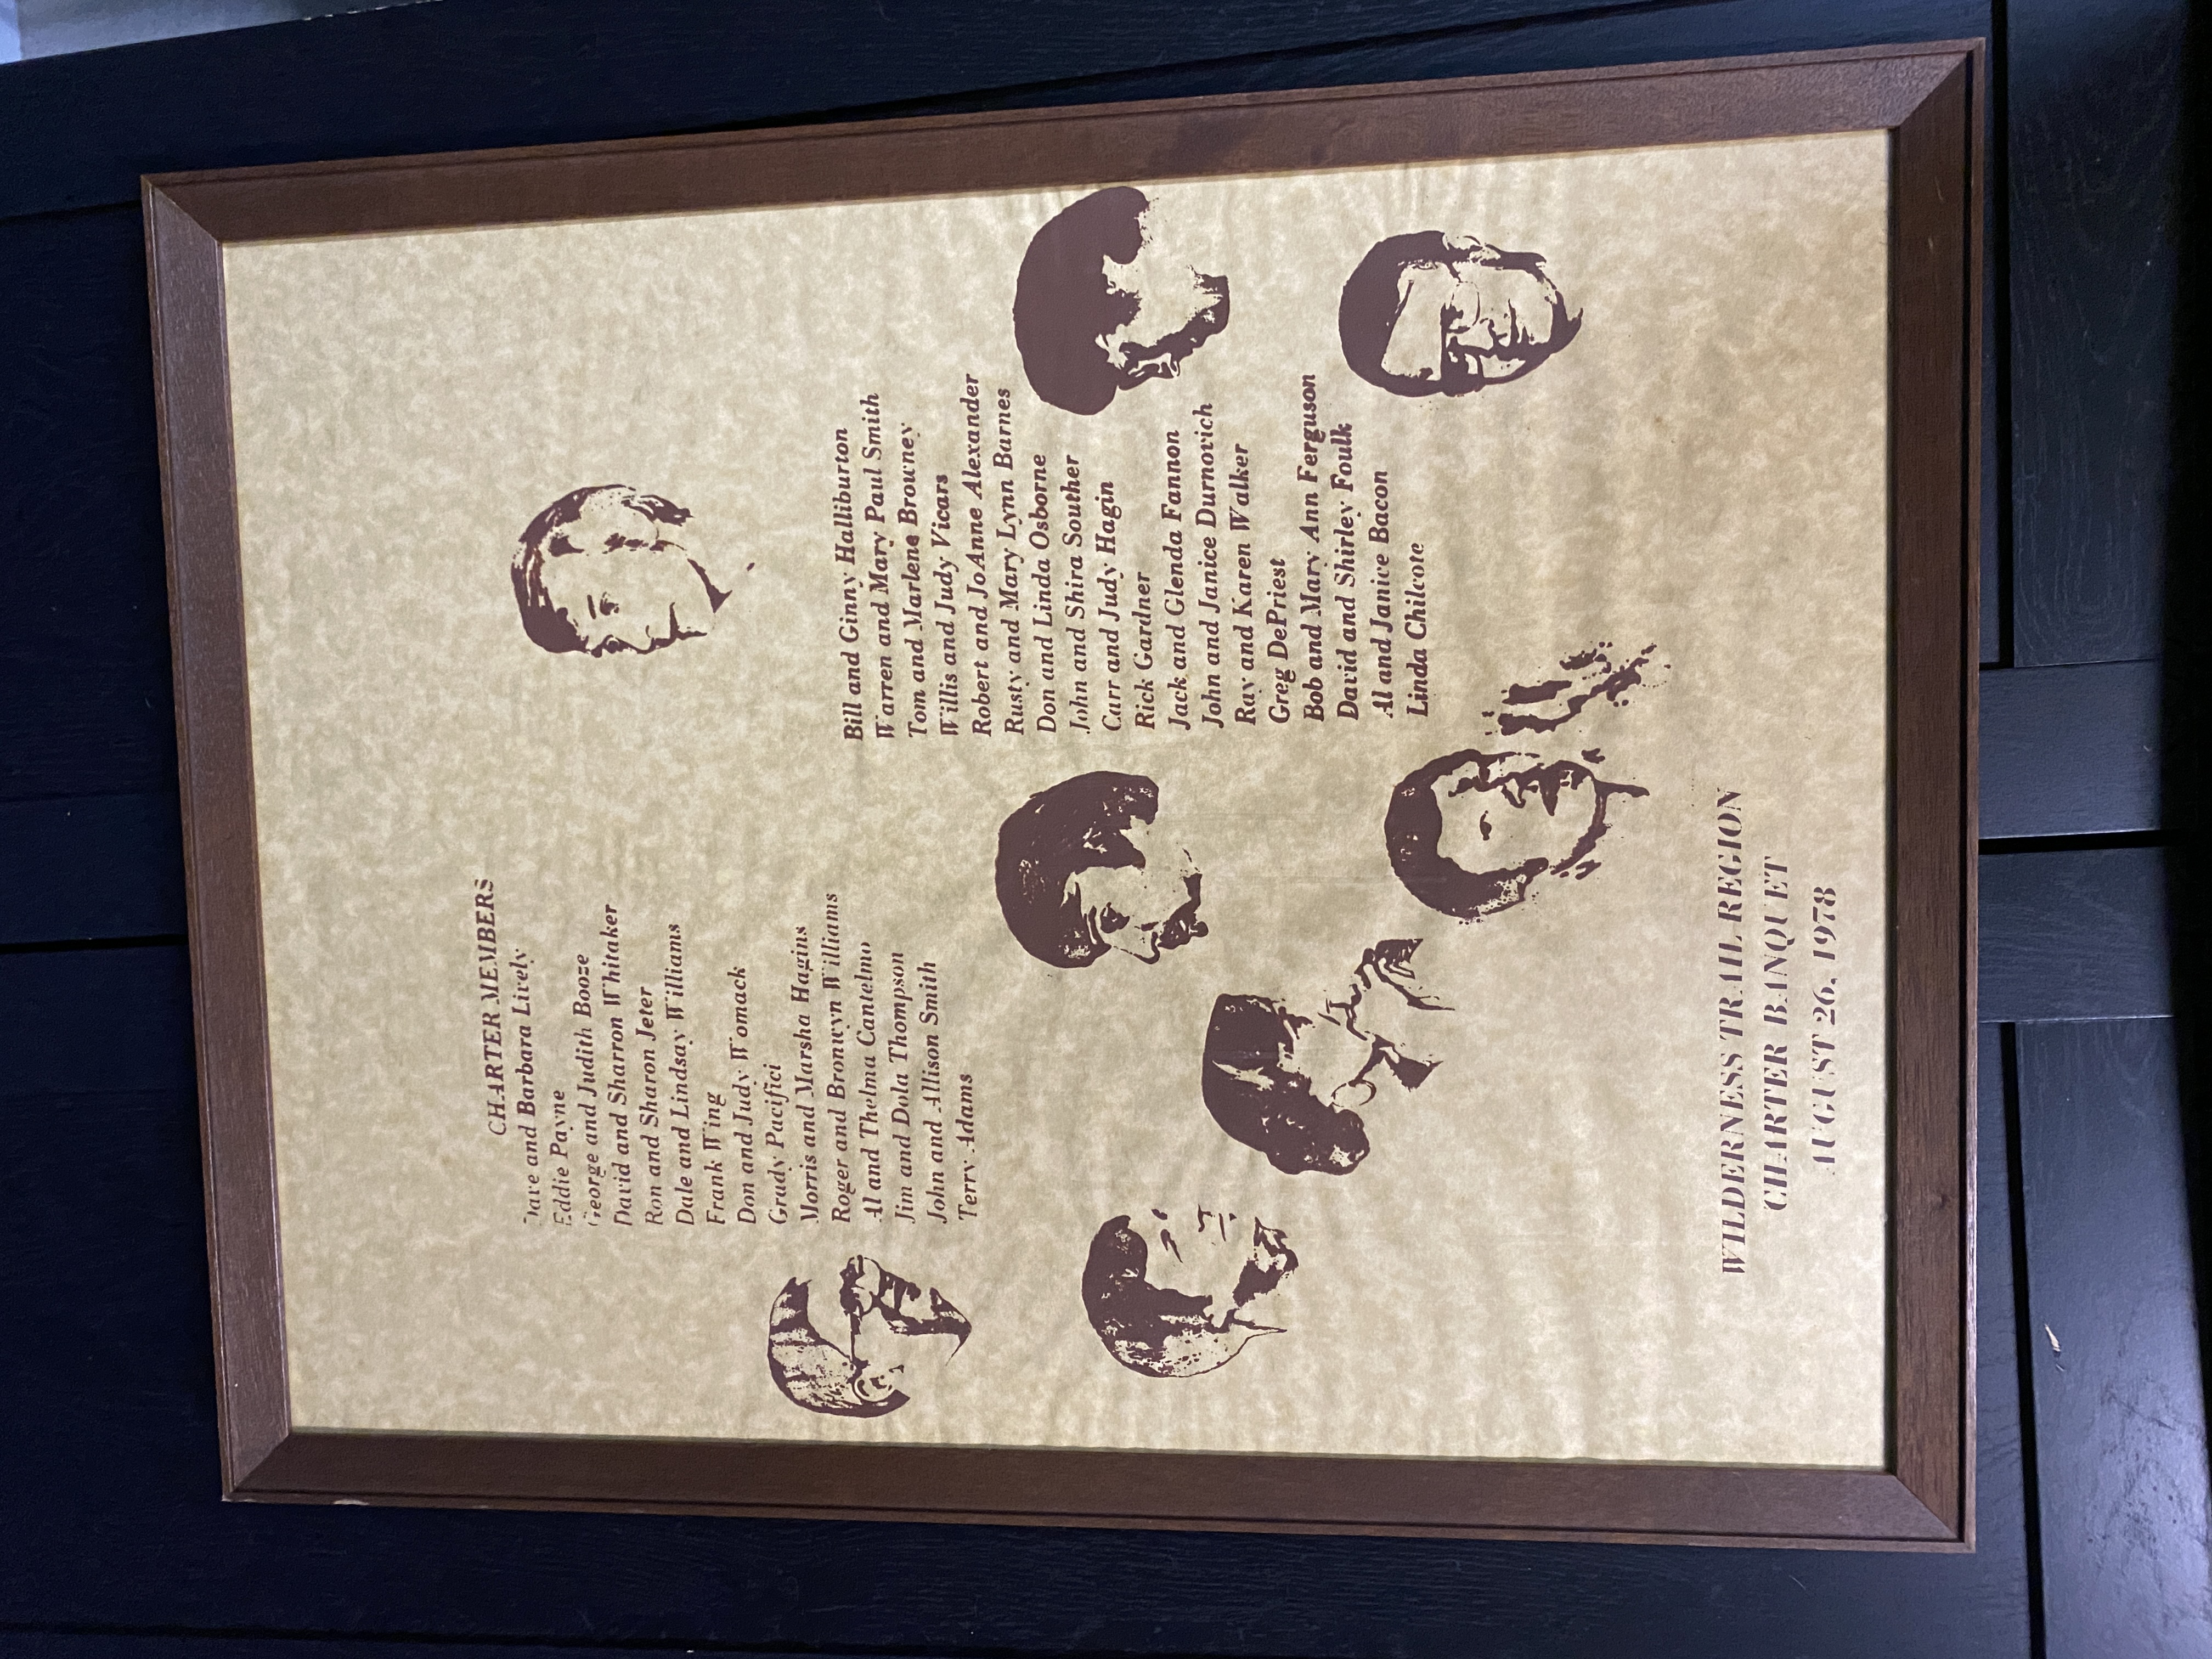 CHARTER MEMBERS
Dave and Barbara Lively
Eddie Payne
George and Judith Booze
David and Sharron Whitaker
Ron and Sharon Jeter
Dale and Lindsay Williams
Frank Wing
Don and Judy Womack
Grudy Pacifici
Morris and Marsha Hagins
Roger and Bronwyn Williams
Al and Thelma Cantelmo
Jim and Dola Thompson
John and Allison Smith
Terry Adams
Bill and Ginny Halliburton
Warren and Mary Paul Smith
Tom and Marlene Browney
Willis and Judy Vicars
Robert and JoAnne Alexander
Rusty and Mary Lynn Barnes
Don and Linda Osborne
John and Shira Souther
Carr and Judy Hagin
Rick Gardner
Jack and Glenda Fannon
John and Janice Durnovich
Ray and Karen Walker
Greg DePriest
Bob and Mary Ann Ferguson
David and Shirley Foulk
Al and Janice Bacon
Linda Chilcote
WILDERNESS TRAIL REGION
CHARTER BANQUET
AUGUST 26, 1978